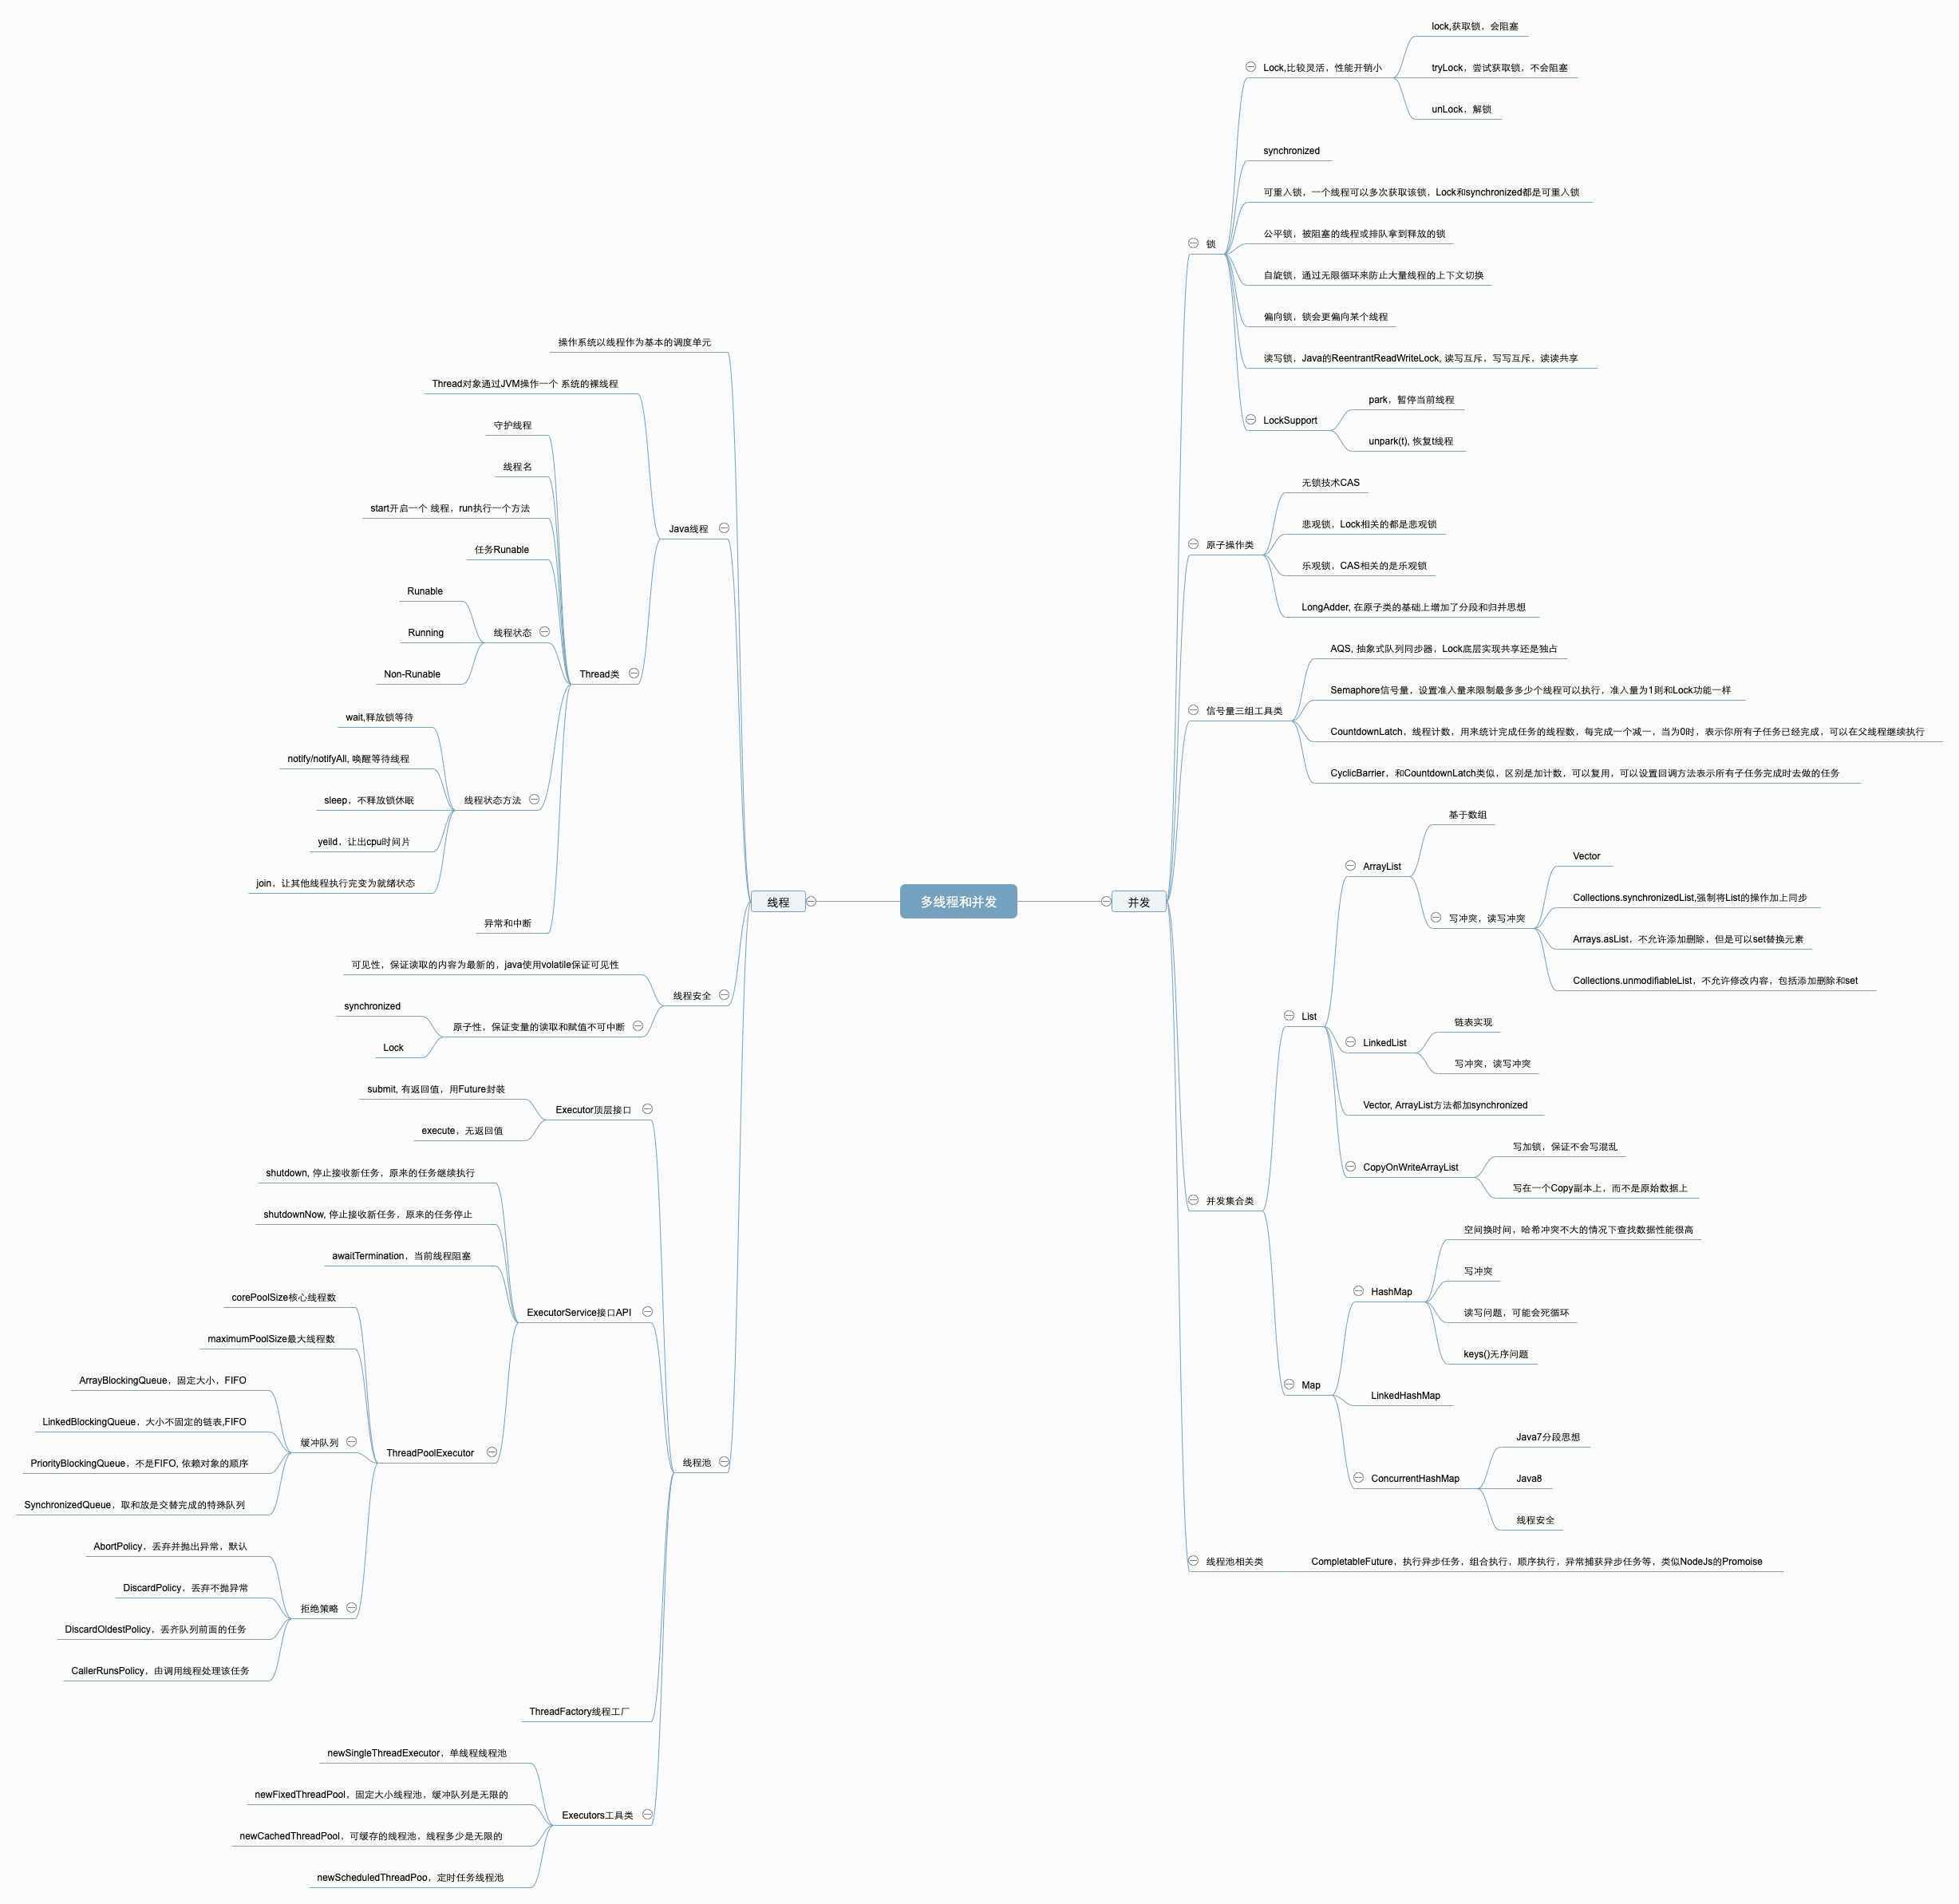 多线程和并发
线程
操作系统以线程作为基本的调度单元
Java线程
Thread对象通过JVM操作一个 系统的裸线程
Thread类
守护线程
线程名
start开启一个 线程，run执行一个方法
任务Runable
线程状态
Runable
Running
Non-Runable
线程状态方法
wait,释放锁等待
notify/notifyAll, 唤醒等待线程
sleep，不释放锁休眠
yeild，让出cpu时间片
join，让其他线程执行完变为就绪状态
异常和中断
线程安全
可见性，保证读取的内容为最新的，java使用volatile保证可见性
原子性，保证变量的读取和赋值不可中断
synchronized
Lock
线程池
Executor顶层接口
submit, 有返回值，用Future封装
execute，无返回值
ExecutorService接口API
shutdown, 停止接收新任务，原来的任务继续执行
shutdownNow, 停止接收新任务，原来的任务停止
awaitTermination，当前线程阻塞
ThreadPoolExecutor
corePoolSize核心线程数
maximumPoolSize最大线程数
缓冲队列
ArrayBlockingQueue，固定大小，FIFO
LinkedBlockingQueue，大小不固定的链表,FIFO
PriorityBlockingQueue，不是FIFO, 依赖对象的顺序
SynchronizedQueue，取和放是交替完成的特殊队列
拒绝策略
AbortPolicy，丢弃并抛出异常，默认
DiscardPolicy，丢弃不抛异常
DiscardOldestPolicy，丢齐队列前面的任务
CallerRunsPolicy，由调用线程处理该任务
ThreadFactory线程工厂
Executors工具类
newSingleThreadExecutor，单线程线程池
newFixedThreadPool，固定大小线程池，缓冲队列是无限的
newCachedThreadPool，可缓存的线程池，线程多少是无限的
newScheduledThreadPoo，定时任务线程池
并发
锁
Lock,比较灵活，性能开销小
lock,获取锁，会阻塞
tryLock，尝试获取锁，不会阻塞
unLock，解锁
synchronized
可重入锁，一个线程可以多次获取该锁，Lock和synchronized都是可重入锁
公平锁，被阻塞的线程或排队拿到释放的锁
自旋锁，通过无限循环来防止大量线程的上下文切换
偏向锁，锁会更偏向某个线程
读写锁，Java的ReentrantReadWriteLock, 读写互斥，写写互斥，读读共享
LockSupport
park，暂停当前线程
unpark(t), 恢复t线程
原子操作类
无锁技术CAS
悲观锁，Lock相关的都是悲观锁
乐观锁，CAS相关的是乐观锁
LongAdder, 在原子类的基础上增加了分段和归并思想
信号量三组工具类
AQS, 抽象式队列同步器，Lock底层实现共享还是独占
Semaphore信号量，设置准入量来限制最多多少个线程可以执行，准入量为1则和Lock功能一样
CountdownLatch，线程计数，用来统计完成任务的线程数，每完成一个减一，当为0时，表示你所有子任务已经完成，可以在父线程继续执行
CyclicBarrier，和CountdownLatch类似，区别是加计数，可以复用，可以设置回调方法表示所有子任务完成时去做的任务
并发集合类
List
ArrayList
基于数组
写冲突，读写冲突
Vector
Collections.synchronizedList,强制将List的操作加上同步
Arrays.asList，不允许添加删除，但是可以set替换元素
Collections.unmodifiableList，不允许修改内容，包括添加删除和set
LinkedList
链表实现
写冲突，读写冲突
Vector, ArrayList方法都加synchronized
CopyOnWriteArrayList
写加锁，保证不会写混乱
写在一个Copy副本上，而不是原始数据上
Map
HashMap
空间换时间，哈希冲突不大的情况下查找数据性能很高
写冲突
读写问题，可能会死循环
keys()无序问题
LinkedHashMap
ConcurrentHashMap
Java7分段思想
Java8
线程安全
线程池相关类
CompletableFuture，执行异步任务，组合执行，顺序执行，异常捕获异步任务等，类似NodeJs的Promoise